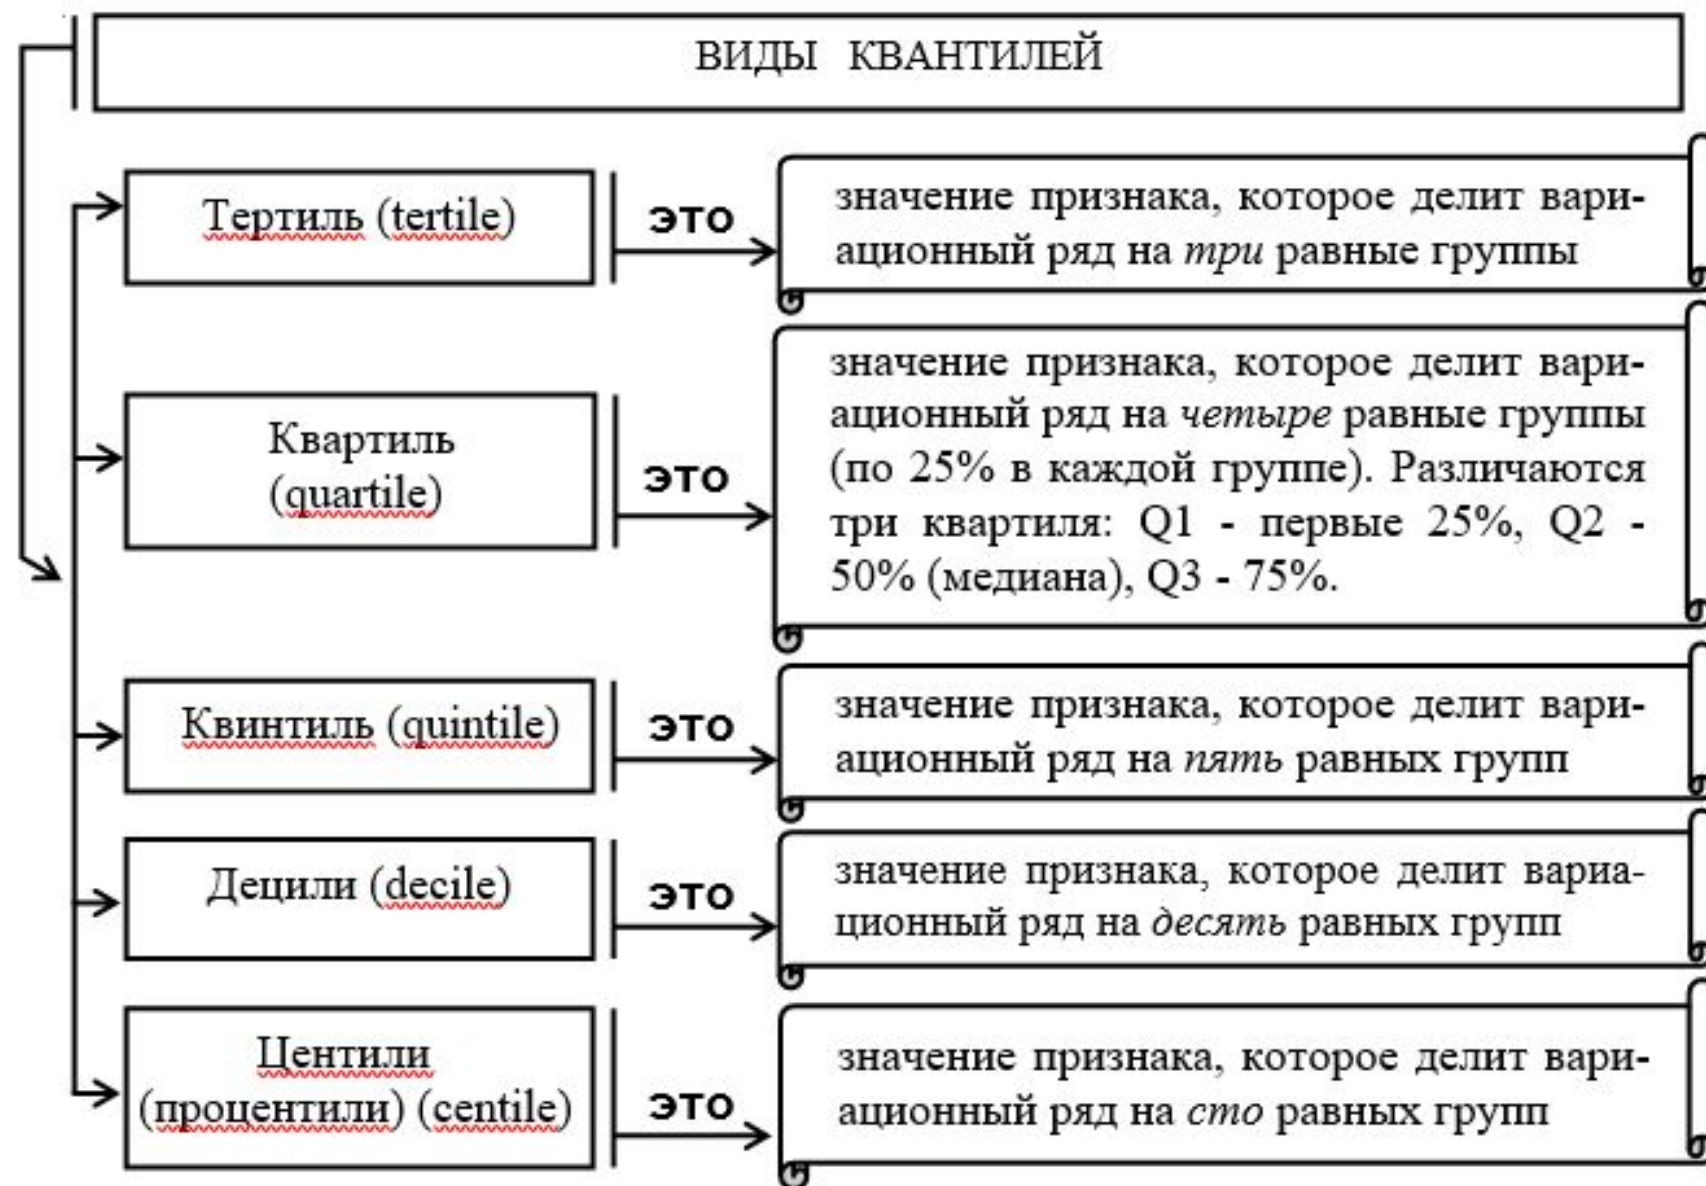 ВИДЫ КВАНТИЛЕЙ
Тертиль (tertile)
ЭТО
значение признака, которое делит вари-
ационный ряд на три равные группы
Квартиль
(quartile)
ЭТО
значение признака, которое делит вари-
ационный ряд на четыре равные группы
(по 25% в каждой группе). Различаются
три квартиля: Q1 - первые 25%, Q2 -
50% (медиана), Q3 - 75%.
Квинтиль (quintile)
ЭТО
значение признака, которое делит вари-
ационный ряд на пять равных групп
Децили (decile)
ЭТО
значение признака, которое делит вариа-
ционный ряд на десять равных групп
Центили
(процентили) (centile)
ЭТО
значение признака, которое делит вари-
ационный ряд на сто равных групп